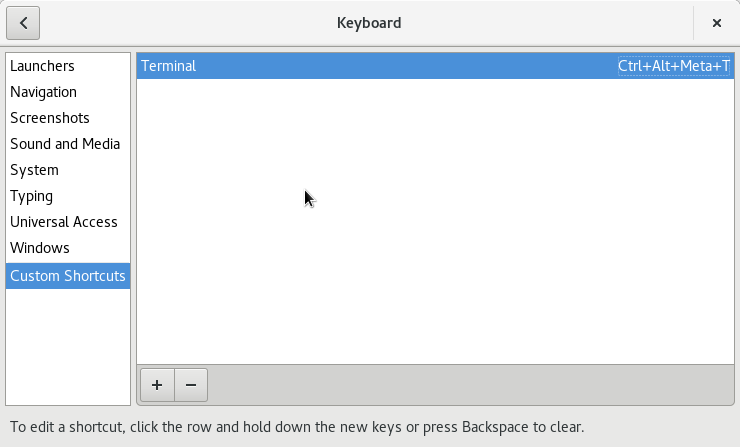 Keyboard
Launchers
Navigation
Screenshots
Sound and Media
System
Typing
Universal Access
Windows
Custom Shortcuts
Terminal Ctrl+Alt+Meta+T
To edit a shortcut, click the row and hold down the new keys or press Backspace to clear.